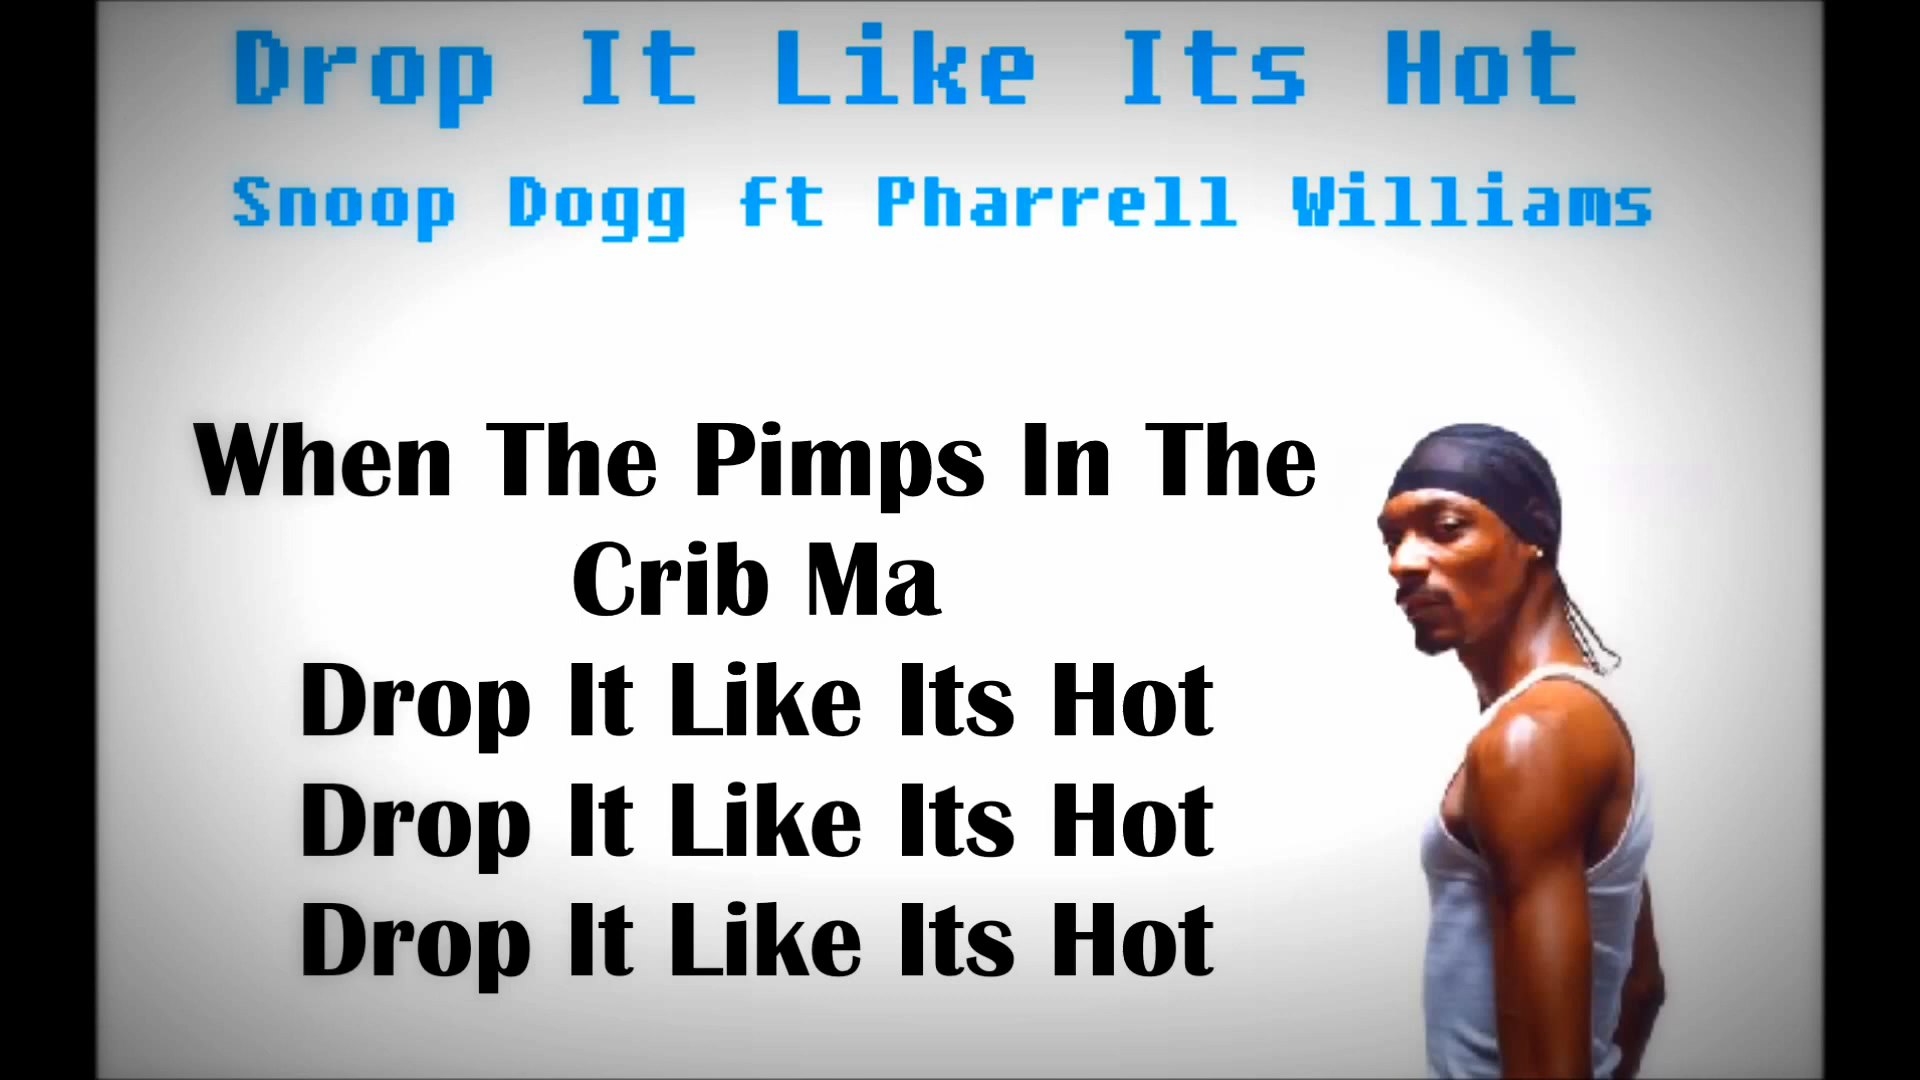 Drop It Like Its Hot
Snoop Dogg ft Pharrell Williams
When The Pimps In The
Crib Ma
Drop It Like Its Hot
Drop It Like Its Hot
Drop It Like Its Hot